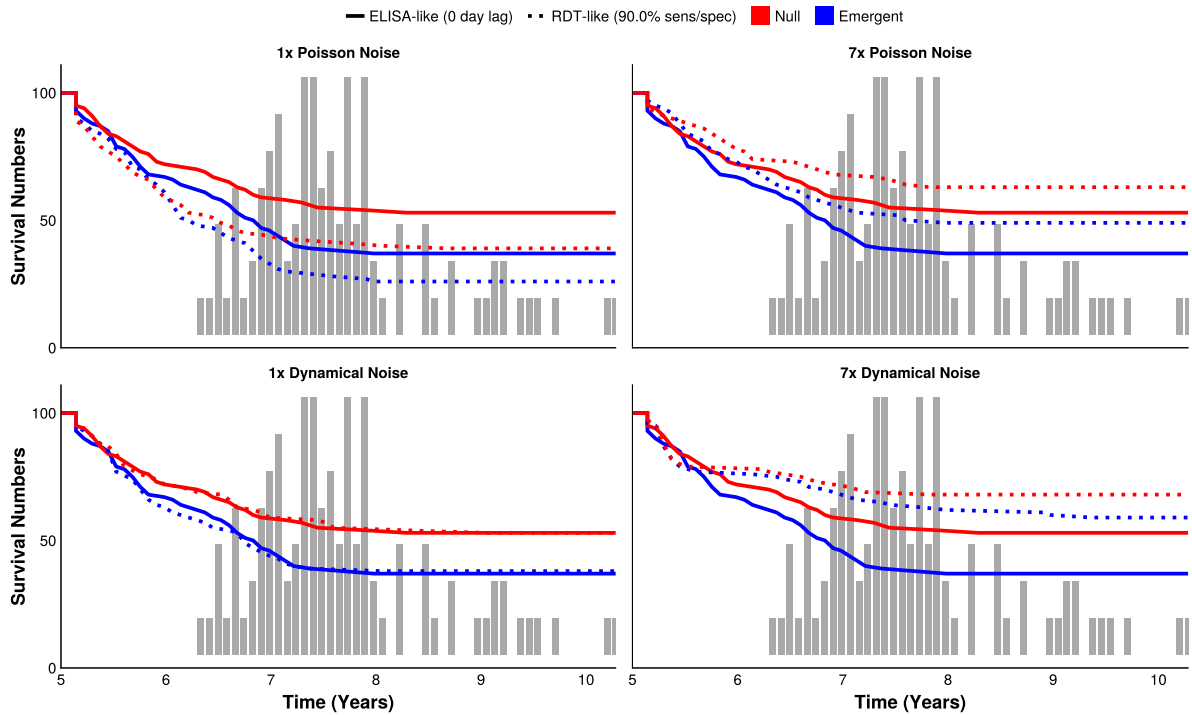 ELISA-like (0 day lag) RDT-like (90.0% sens/spec) Null Emergent
1x Poisson Noise 7x Poisson Noise
Survival Numbers
100
50
0
1x Dynamical Noise 7x Dynamical Noise
Survival Numbers
100
50
0
5 6 7 8 9 10 5 6 7 8 9 10
Time (Years) Time (Years)